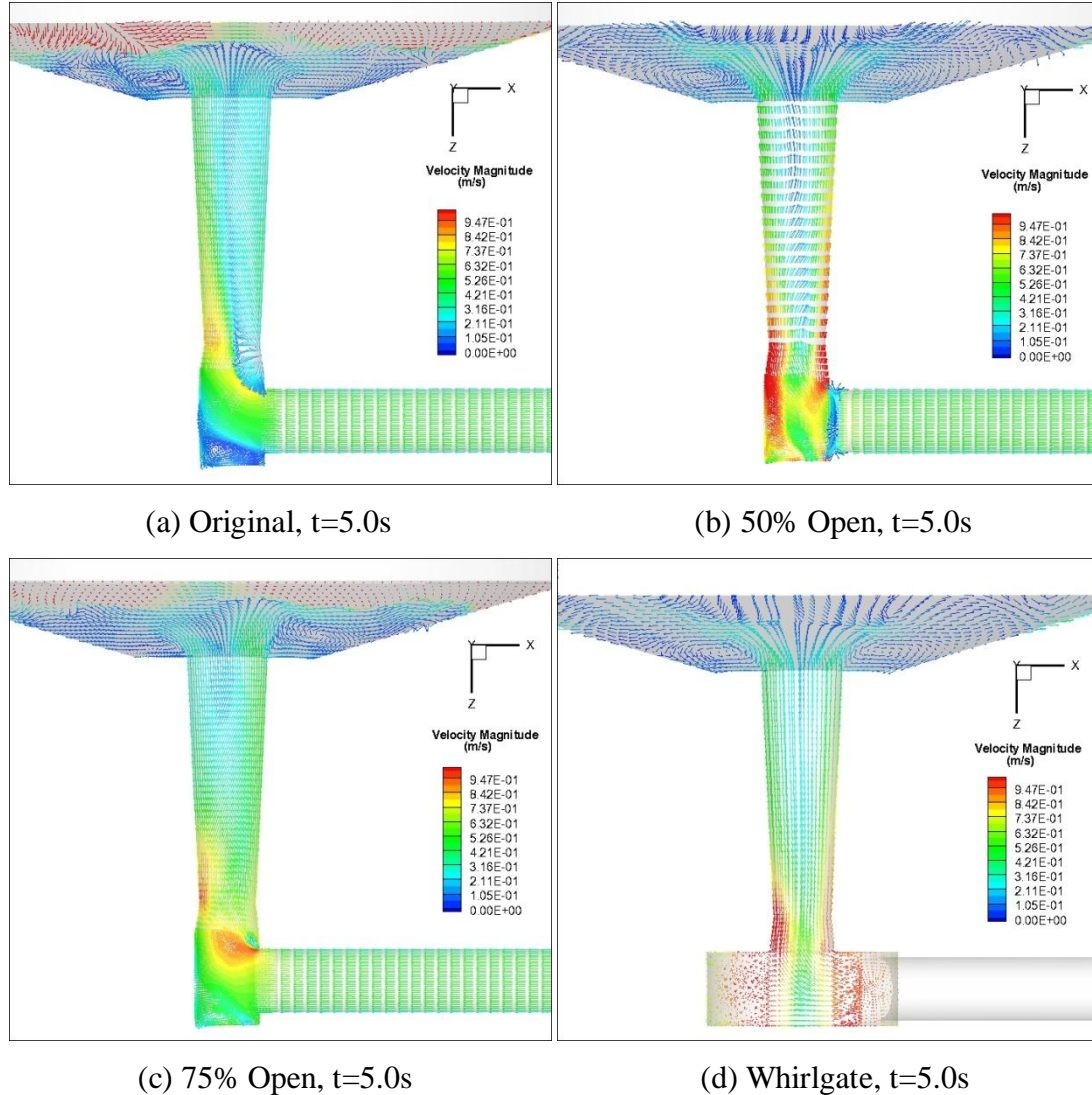 X
Y
Z
Velocity Magnitude
(m/s)
9.47E-01
8.42E-01
7.37E-01
6.32E-01
5.26E-01
4.21E-01
3.16E-01
2.11E-01
1.05E-01
0.00E+00
(a) Original, t=5.0s
X
Y
Z
Velocity Magnitude
(m/s)
9.47E-01
8.42E-01
7.37E-01
6.32E-01
5.26E-01
4.21E-01
3.16E-01
2.11E-01
1.05E-01
0.00E+00
(b) 50% Open, t=5.0s
X
Y
Z
Velocity Magnitude
(m/s)
9.47E-01
8.42E-01
7.37E-01
6.32E-01
5.26E-01
4.21E-01
3.16E-01
2.11E-01
1.05E-01
0.00E+00
(c) 75% Open, t=5.0s
X
Y
Z
Velocity Magnitude
(m/s)
9.47E-01
8.42E-01
7.37E-01
6.32E-01
5.26E-01
4.21E-01
3.16E-01
2.11E-01
1.05E-01
0.00E+00
(d) Whirlgate, t=5.0s